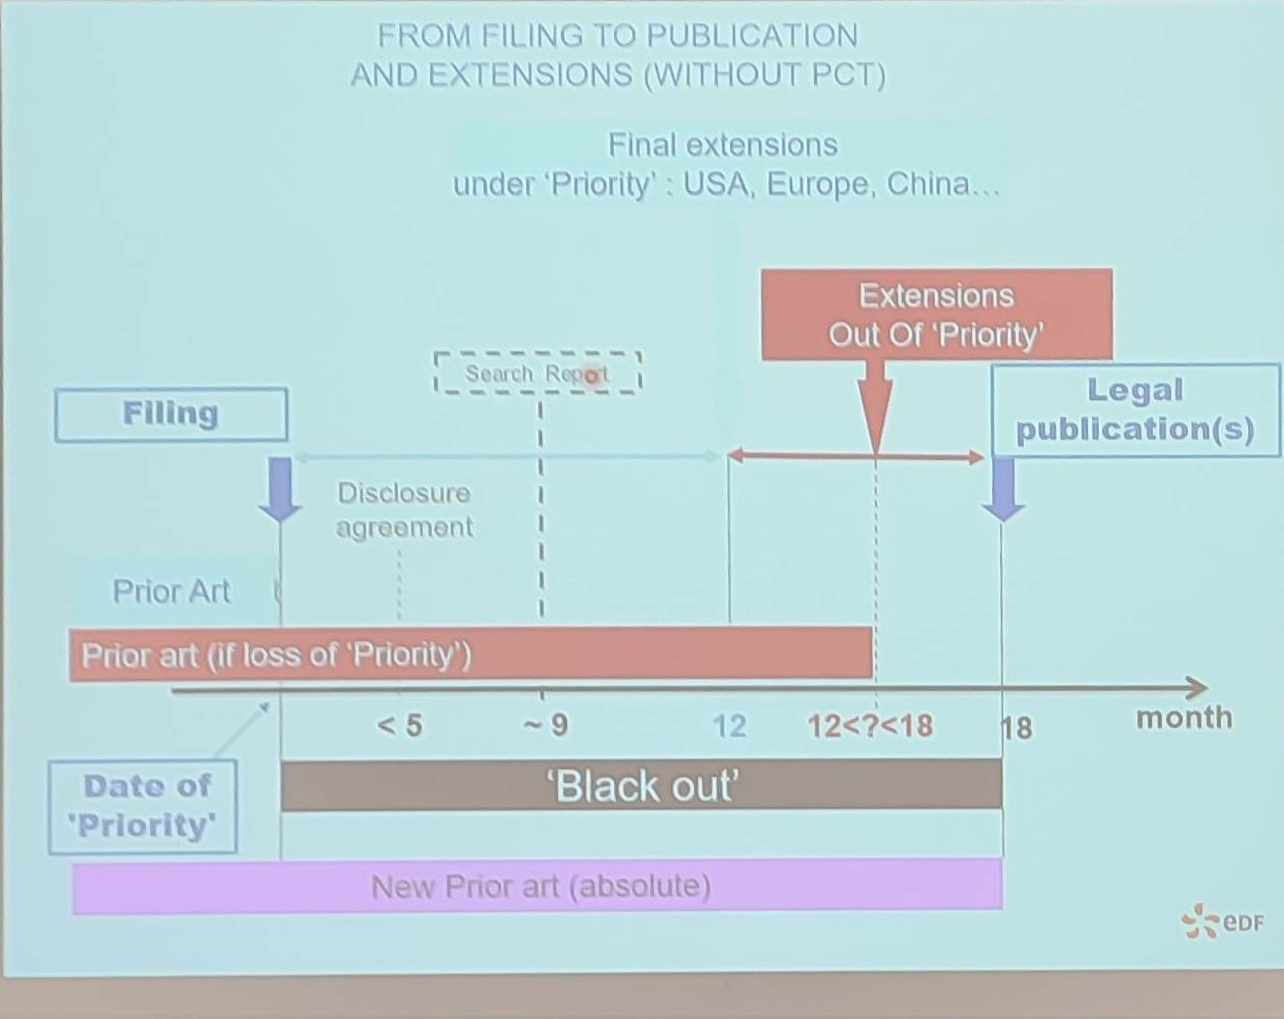 FROM FILING TO PUBLICATION
AND EXTENSIONS (WITHOUT PCT)
Final extensions
under ‘Priority’ : USA, Europe, China...
Extensions
Out Of ‘Priority’
Search Report
Filing
Legal
publication(s)
Disclosure
agreement
Prior Art
Prior art (if loss of ‘Priority’)
< 5
~ 9
12
12<?<18
18
month
Date of
'Priority'
‘Black out’
New Prior art (absolute)
eDF